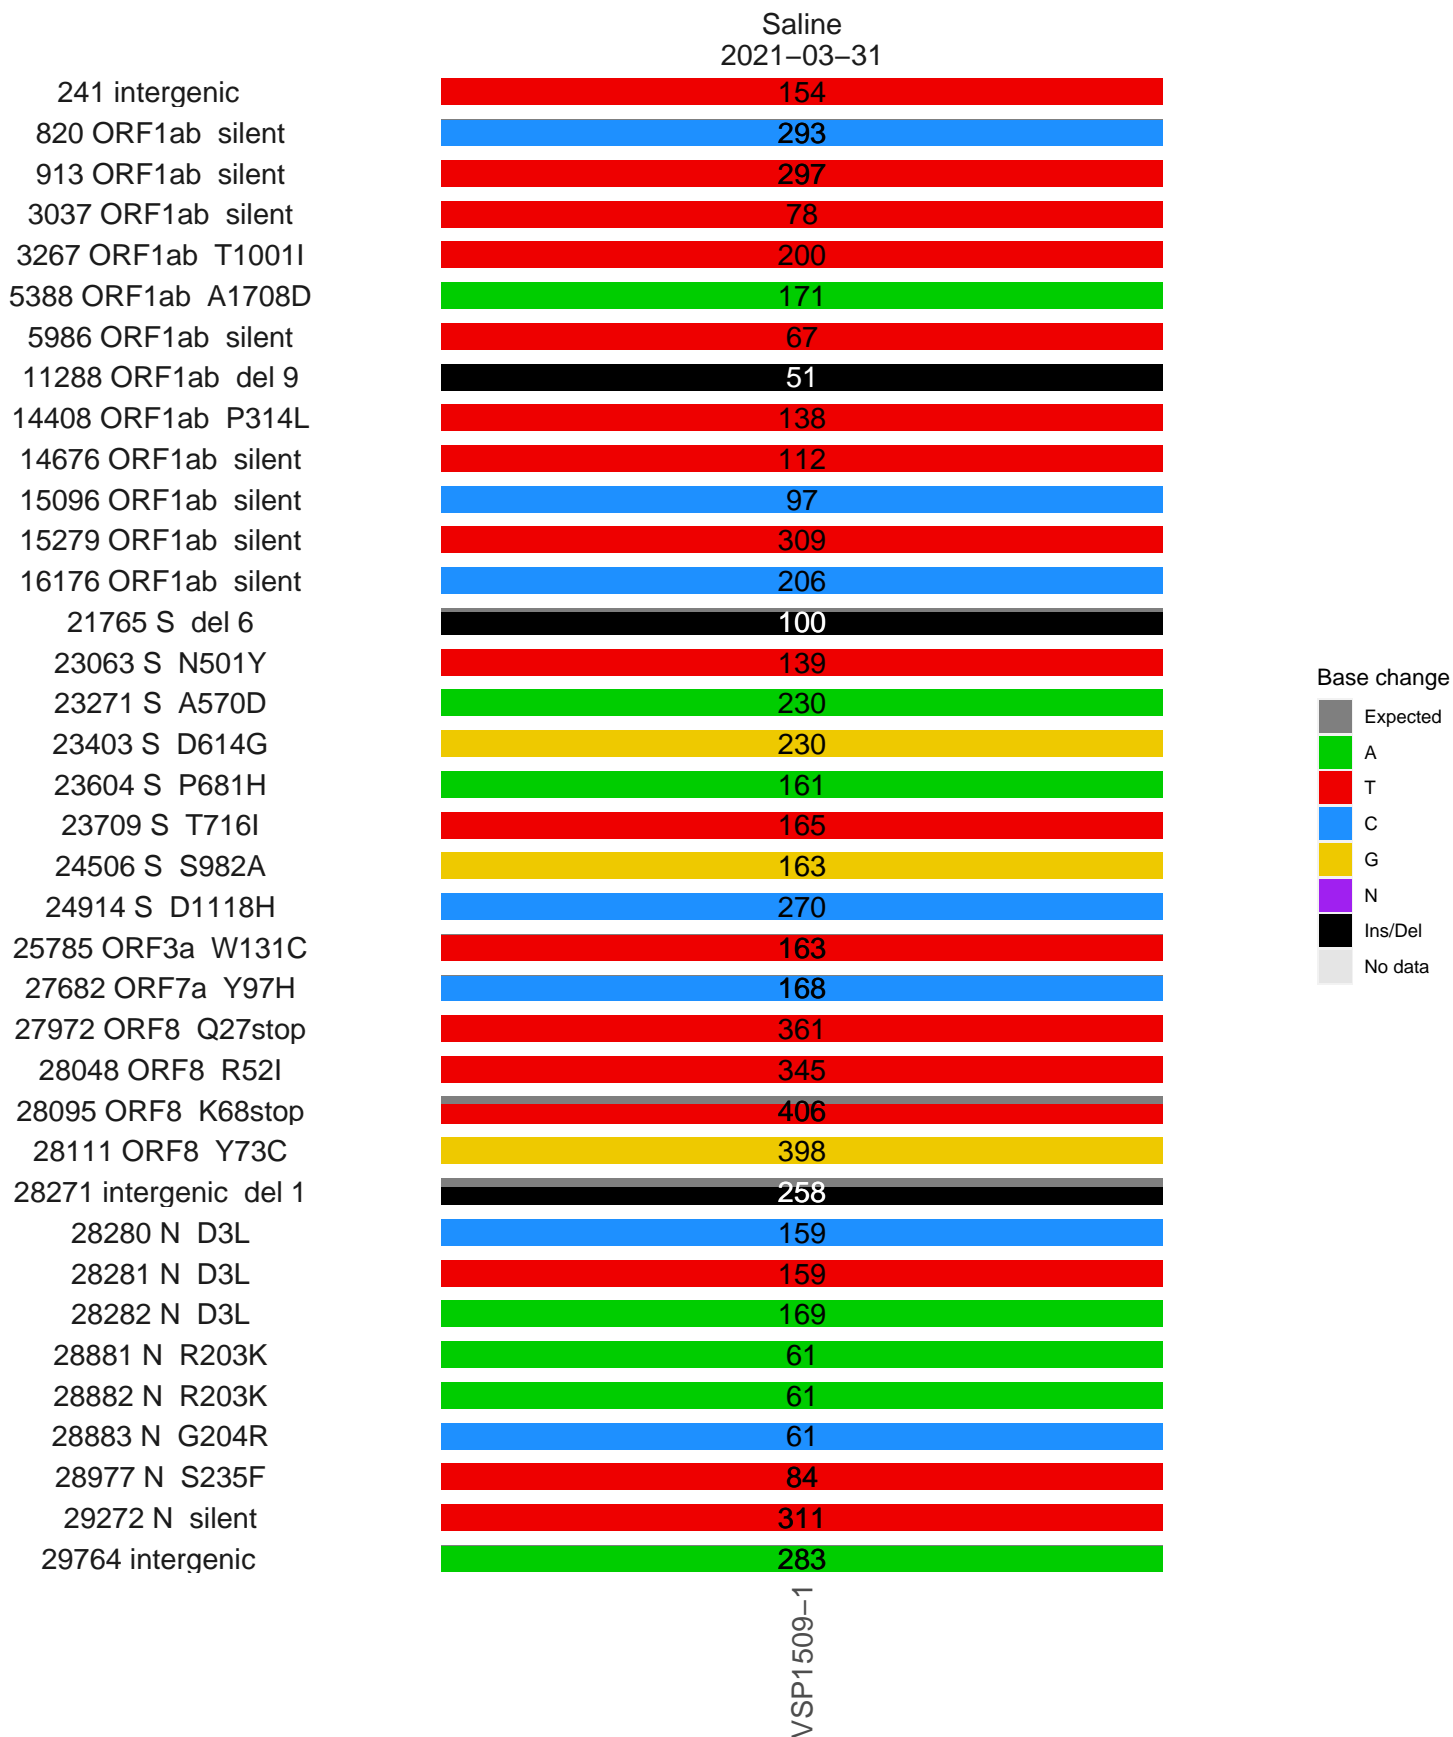 Saline
2021−03−31
241 intergenic 154
820 ORF1ab silent 293
913 ORF1ab silent 297
3037 ORF1ab silent 78
3267 ORF1ab T1001I 200
5388 ORF1ab A1708D 171
5986 ORF1ab silent 67
11288 ORF1ab del 9 51
14408 ORF1ab P314L 138
14676 ORF1ab silent 112
15096 ORF1ab silent 97
15279 ORF1ab silent 309
16176 ORF1ab silent 206
21765 S del 6 100
23063 S N501Y 139
23271 S A570D 230
23403 S D614G 230
23604 S P681H 161
23709 S T716I 165
24506 S S982A 163
24914 S D1118H 270
25785 ORF3a W131C 163
27682 ORF7a Y97H 168
27972 ORF8 Q27stop 361
28048 ORF8 R52I 345
28095 ORF8 K68stop 406
28111 ORF8 Y73C 398
28271 intergenic del 1 258
28280 N D3L 159
28281 N D3L 159
28282 N D3L 169
28881 N R203K 61
28882 N R203K 61
28883 N G204R 61
28977 N S235F 84
29272 N silent 311
29764 intergenic 283
VSP1509−1
Base change
Expected
A
T
C
G
N
Ins/Del
No data